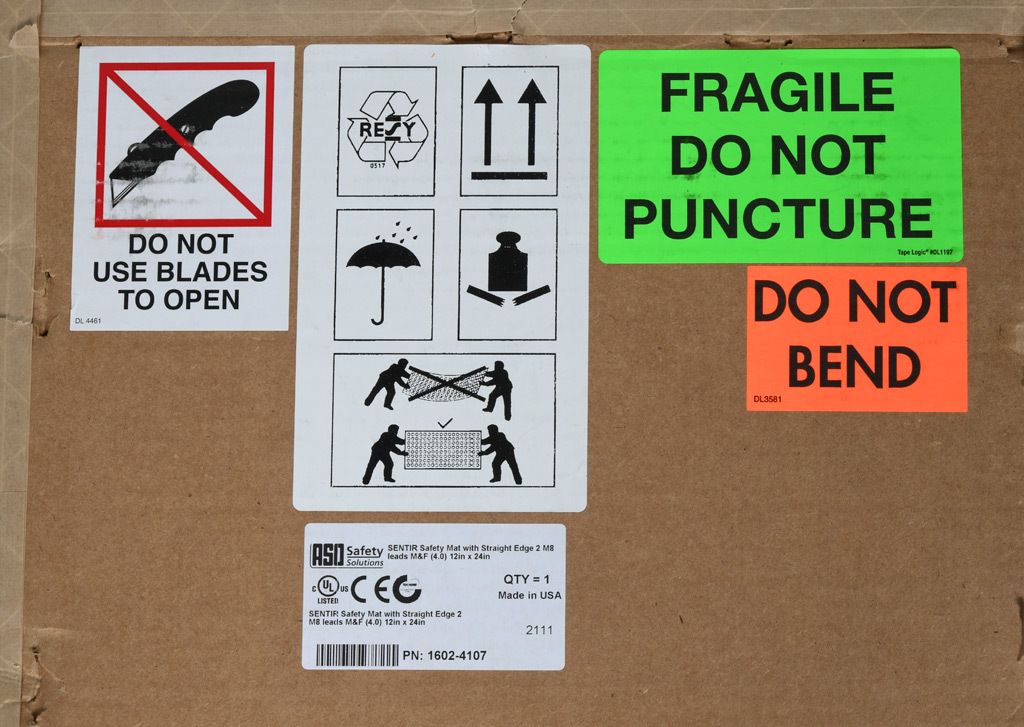 DO NOT
USE BLADES
TO OPEN
DL 4461
RESY
0517
FRAGILE
DO NOT
PUNCTURE
Tape Logic® #DL1197
DO NOT
BEND
DL3581
ASO Safety
Solutions
SENTIR Safety Mat with Straight Edge 2 M8
leads M&F (4.0) 12in x 24in
C UL US
LISTED
CE
QTY = 1
Made in USA
SENTIR Safety Mat with Straight Edge 2
M8 leads M&F (4.0) 12in x 24in
2111
PN: 1602-4107